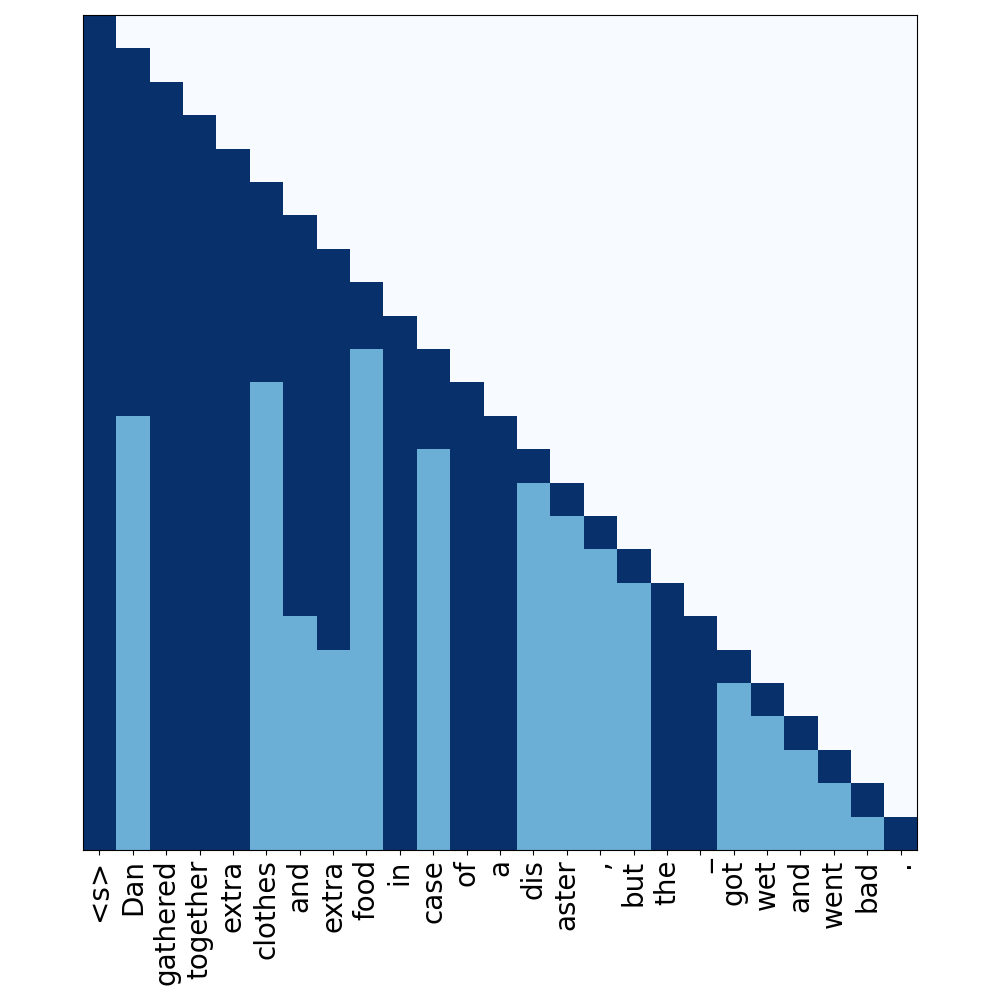 <s> Dan gathered together extra clothes and extra food in case of a dis aster , but the _ got wet and went bad .